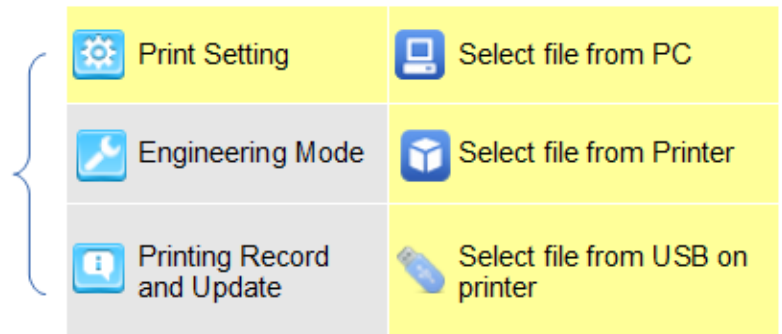 Print Setting
Select file from PC
Engineering Mode
Select file from Printer
Printing Record
and Update
Select file from USB on
printer